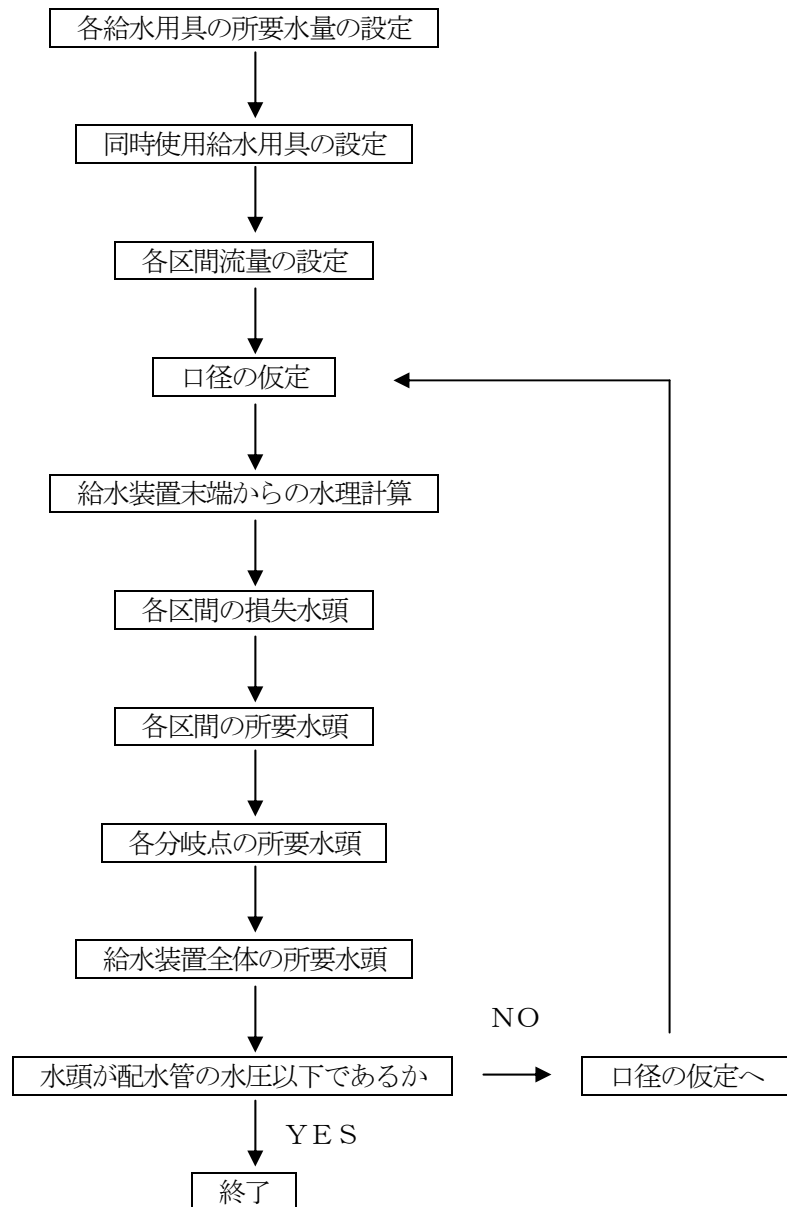 各給水用具の所要水量の設定
同時使用給水用具の設定
各区間流量の設定
口径の仮定
給水装置末端からの水理計算
各区間の損失水頭
各区間の所要水頭
各分岐点の所要水頭
給水装置全体の所要水頭
NO
水頭が配水管の水圧以下であるか
口径の仮定へ
YES
終了